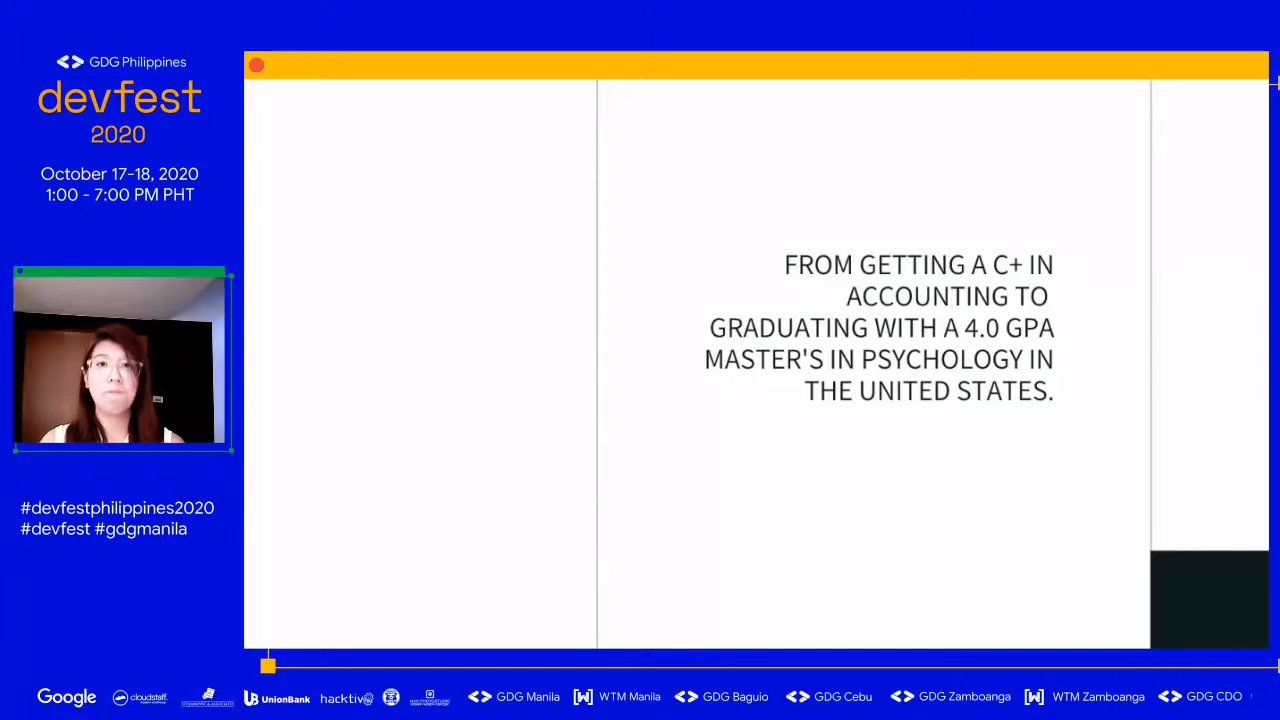 GDG Philippines
devfest
2020
October 17-18, 2020
1:00 - 7:00 PM PHT
FROM GETTING A C+ IN
ACCOUNTING TO
GRADUATING WITH A 4.0 GPA
MASTER'S IN PSYCHOLOGY IN
THE UNITED STATES.
#devfestphilippines2020
#devfest #gdgmanila
Google cloudstaff UB UnionBank hacktiv GDG Manila WTM Manila GDG Baguio GDG Cebu GDG Zamboanga WTM Zamboanga GDG CDO